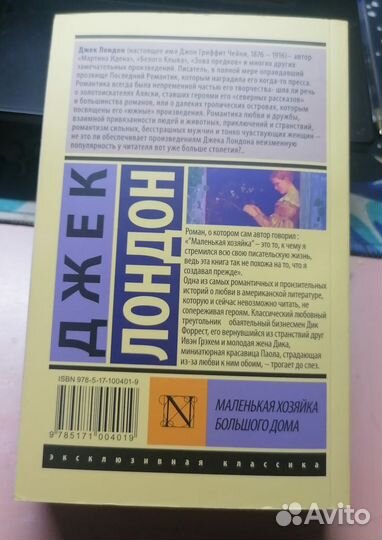 Джек Лондон (настоящее имя Джон Гриффит Чейни, 1876 – 1916) – автор
«Мартина Идена», «Белого Клыка», «Зова предков» и многих других
замечательных произведений. Писатель, в полной мере оправдавший
прозвище Последний Романтик, которым наградила его когда-то пресса.
Романтика всегда была непременной частью его творчества: шла ли речь
о золотоискателях Аляски, ставших героями его «северных рассказов»
и большинства романов, или о далеких тропических островах, которым
посвящены его «южные» произведения. Романтика любви и дружбы,
взаимной привязанности людей и животных, приключений и странствий,
романтизм сильных, бесстрашных мужчин и тонко чувствующих женщин –
не это ли обеспечивает произведениям Джека Лондона неизменную
популярность у читателя вот уже больше столетия?..
ДЖЕК
ЛОНДОН
Роман, о котором сам автор говорил:
«"Маленькая хозяйка" – это то, к чему я
стремился всю свою писательскую жизнь,
ведь эта книга так не похожа на то, что я
создавал прежде».
Одна из самых романтичных и пронзительных
историй о любви в американской литературе,
которую и сейчас невозможно читать, не
сопереживая героям. Классический любовный
треугольник обаятельный бизнесмен Дик
Форрест, его вернувшийся из странствий друг
Ивэн Грэхем и молодая жена Дика,
миниатюрная красавица Паола, страдающая
из-за любви к ним обоим, – трогает до слез.
ISBN 978-5-17-100401-9
9 785171 004019
N
МАЛЕНЬКАЯ ХОЗЯЙКА
БОЛЬШОГО ДОМА
эксклюзивная классика
Avito